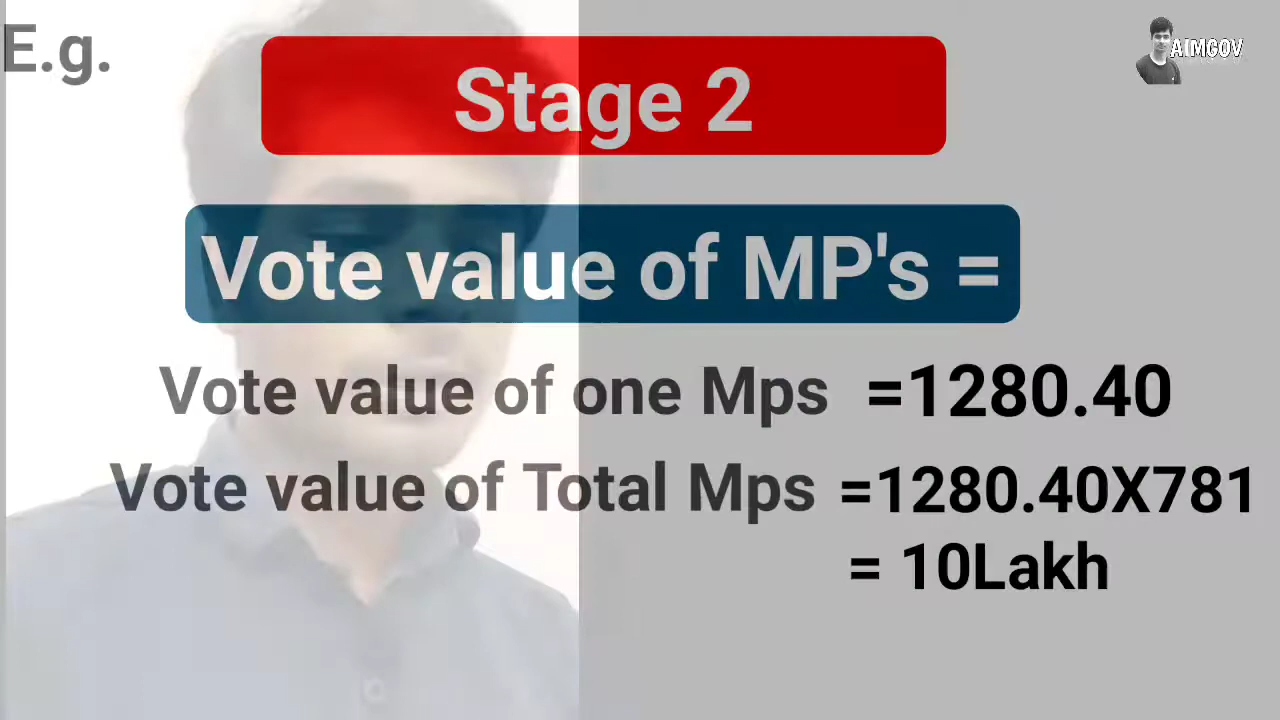 E.g.
Stage 2
AIMGOV
Vote value of MP's =
Vote value of one Mps =1280.40
Vote value of Total Mps =1280.40X781
= 10Lakh